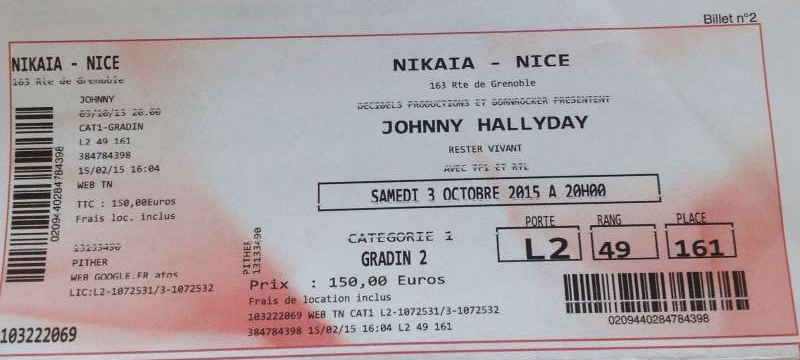 Billet n°2
NIKAIA - NICE
163 Rte de Grenoble
JOHNNY
03/10/15 20.00
CAT1-GRADIN
L2 49 161
384784398
15/02/15 16:04
WEB TN
TTC : 150,00Euros
Frais loc. inclus
13133490
PITHER
WEB GOOGLE.FR atos
LIC:L2-1072531/3-1072532
103222069
0209440284784398
PITHER
13133490
NIKAIA - NICE
163 Rte de Grenoble
DECIBELS PRODUCTIONS ET BORNROCKER PRESENTENT
JOHNNY HALLYDAY
RESTER VIVANT
AVEC TF1 ET RTL
SAMEDI 3 OCTOBRE 2015 A 20H00
CATEGORIE 1
GRADIN 2
PORTE RANG PLACE
L2 49 161
Prix : 150,00 Euros
Frais de location inclus
103222069 WEB TN CAT1 L2-1072531/3-1072532
384784398 15/02/15 16:04 L2 49 161
0209440284784398